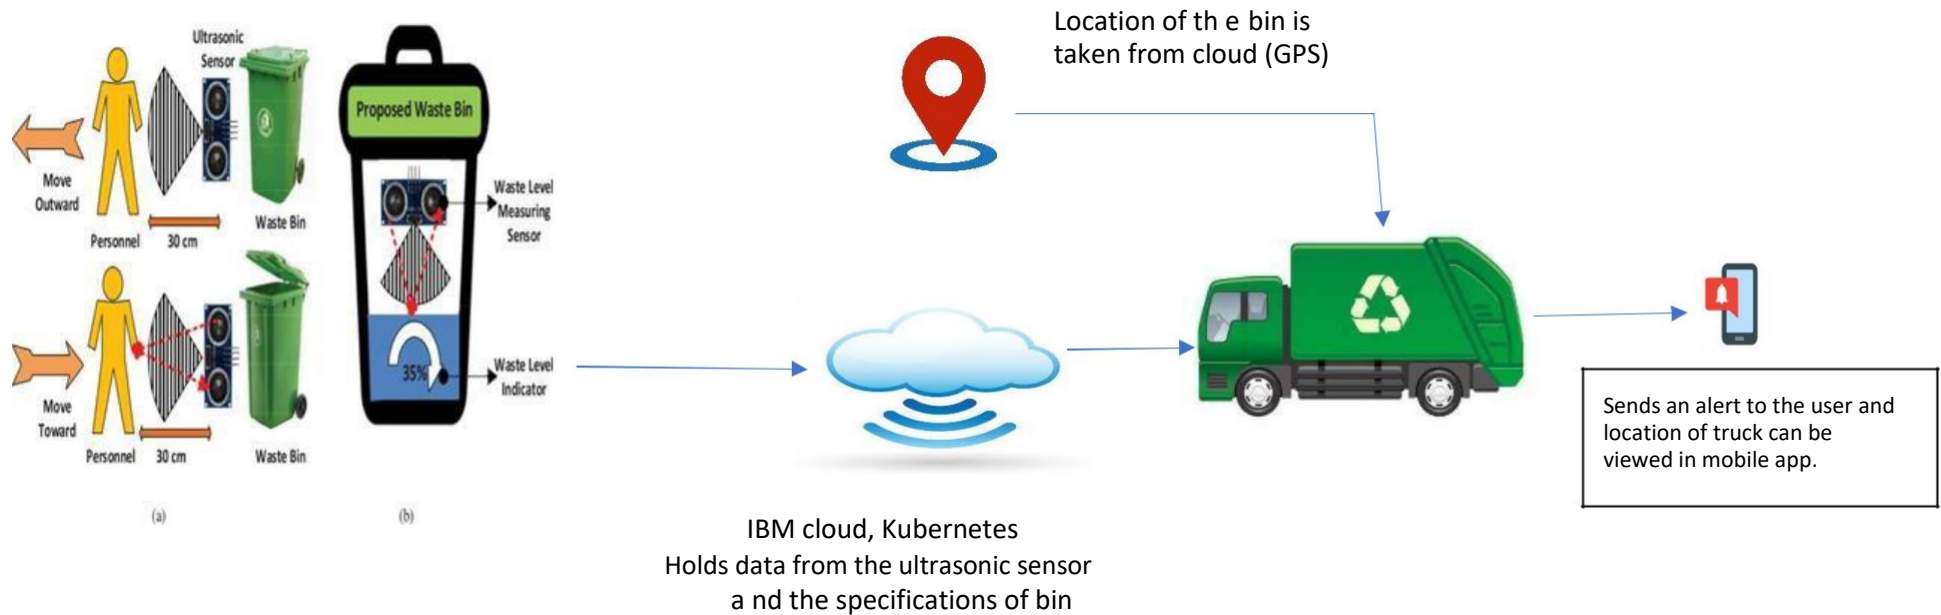 Ultrasonic
Sensor
Move
Outward
Personnel
30 cm
Waste Bin
Move
Toward
Personnel
30 cm
Waste Bin
(a)
Proposed Waste Bin
Waste Level
Measuring
Sensor
35%
Waste Level
Indicator
(b)
Location of th e bin is
taken from cloud (GPS)
IBM cloud, Kubernetes
Holds data from the ultrasonic sensor
a nd the specifications of bin
Sends an alert to the user and
location of truck can be
viewed in mobile app.